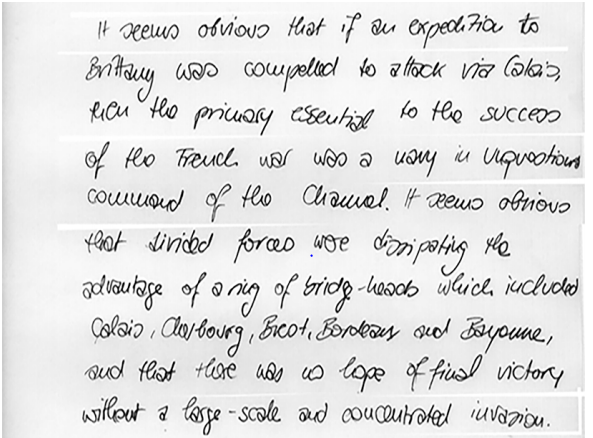 It seems obvious that if an expedition to
Brittany was compelled to attack via Calais,
then the primary essential to the success
of the French war was a navy in unquestioned
command of the Channel. It seems obvious
that divided forces were dissipating the
advantage of a ring of bridge-heads which included
Calais, Cherbourg, Brest, Bordeaux and Bayonne,
and that there was no hope of final victory
without a large-scale and concentrated invasion.